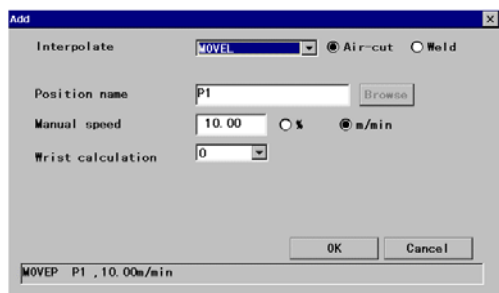 Add
Interpolate MOVEL Air-cut Weld
Position name P1 Browse
Manual speed 10.00 % m/min
Wrist calculation 0
OK Cancel
MOVEP P1 ,10.00m/min